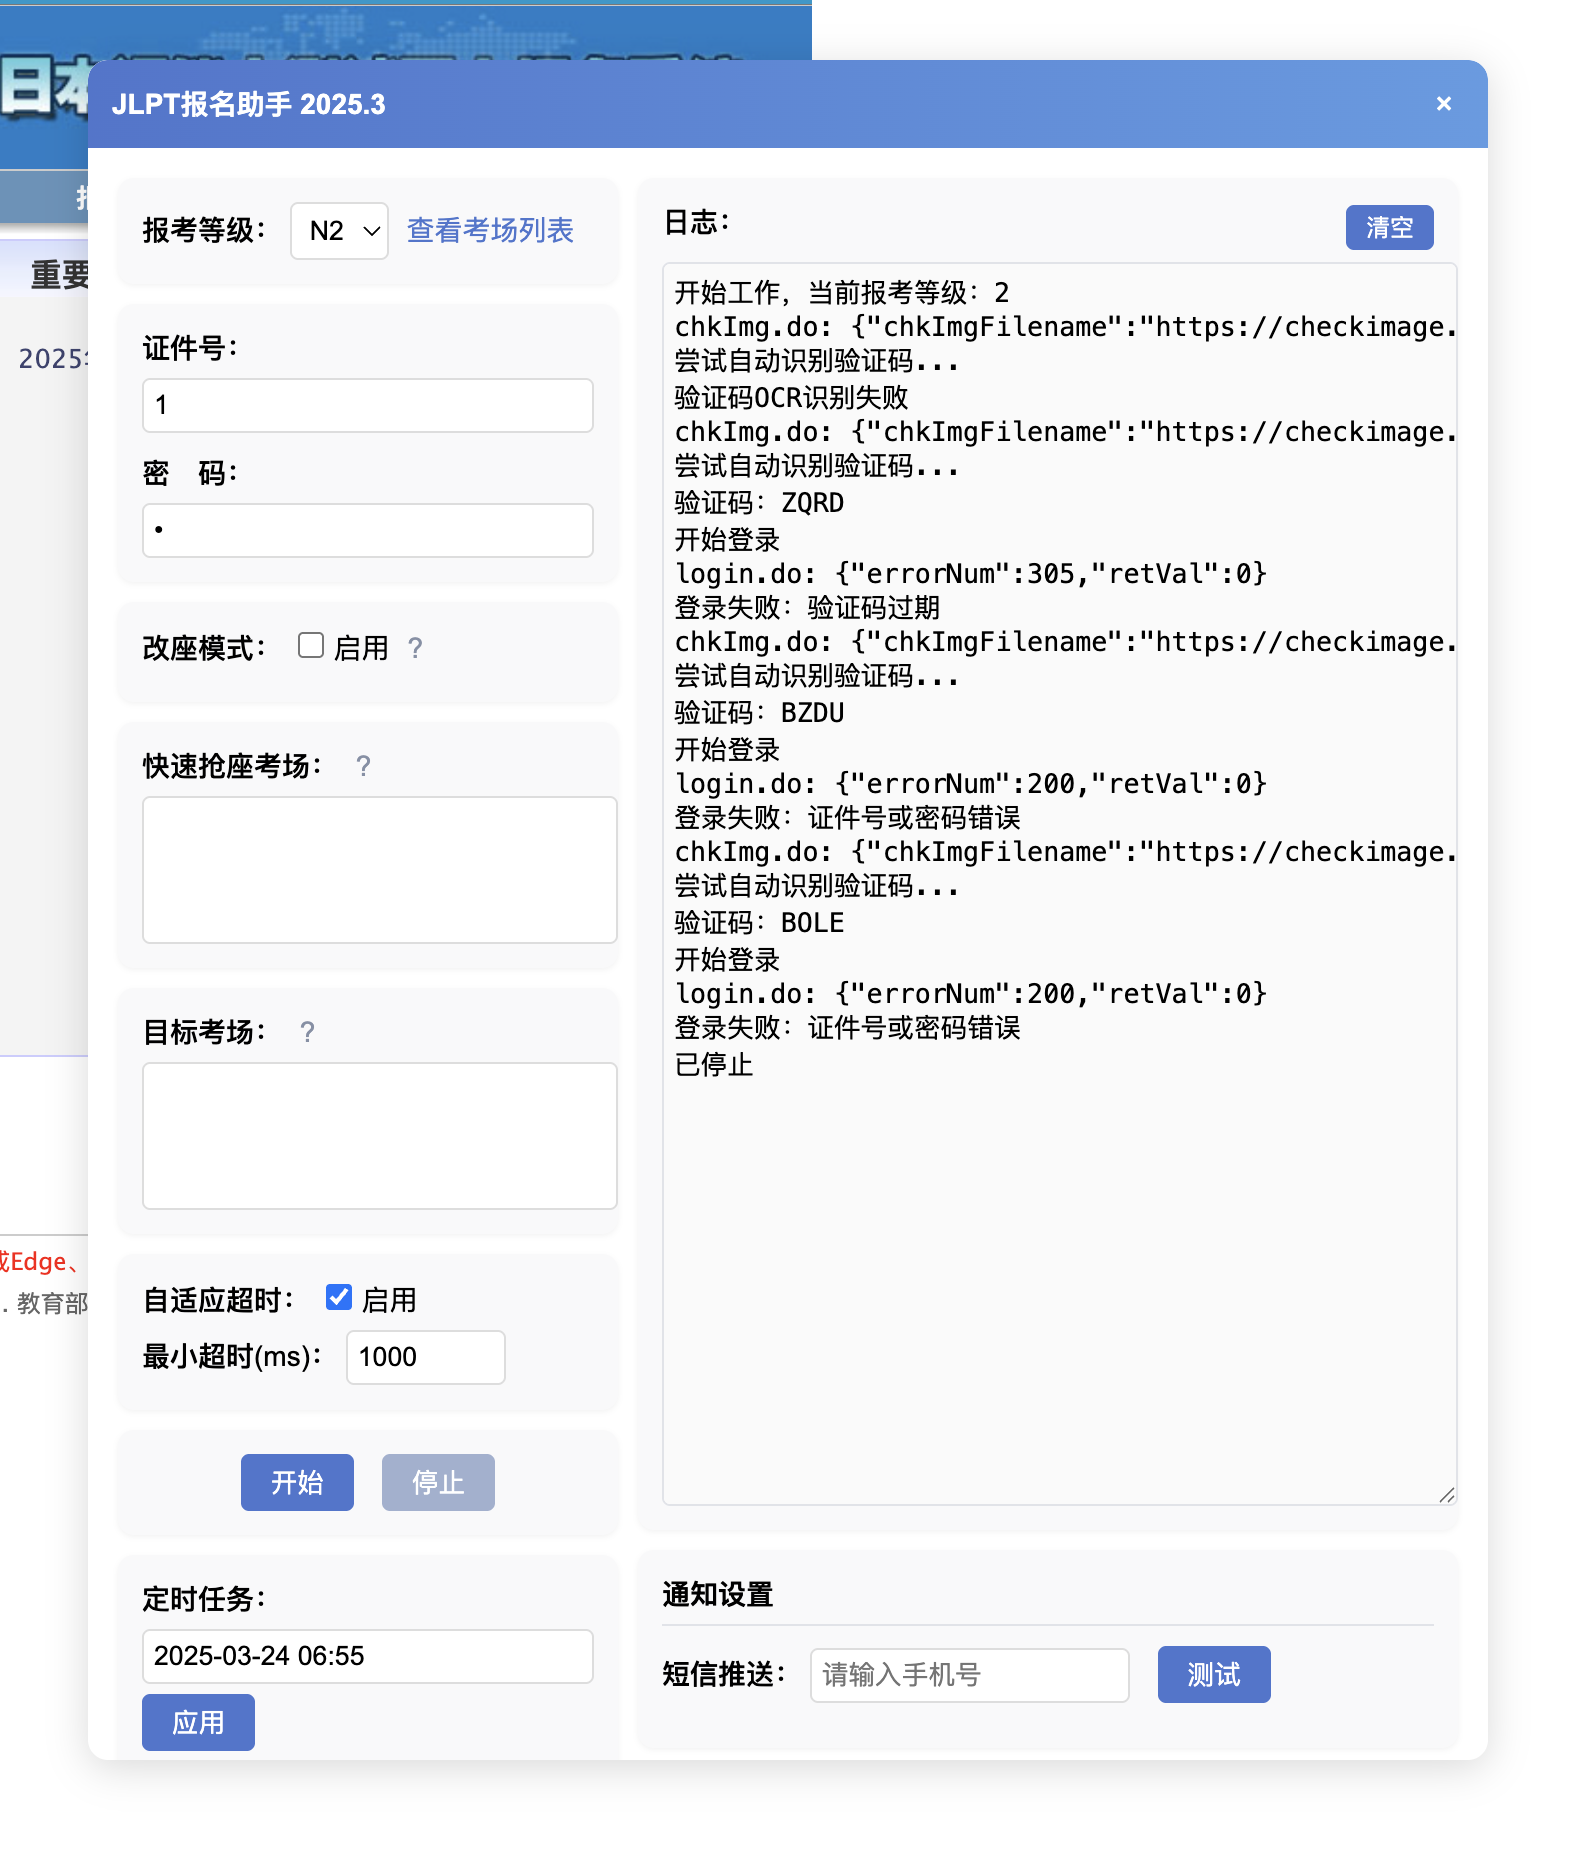 日本
JLPT报名助手 2025.3
×
重要
2025
成Edge、
. 教育部
报考等级：
N2
查看考场列表
证件号：
1
密 码：
•
改座模式：
启用
?
快速抢座考场：
?
目标考场：
?
自适应超时：
启用
最小超时(ms)：
1000
开始
停止
定时任务：
2025-03-24 06:55
应用
日志：
清空
开始工作，当前报考等级：2
chkImg.do: {"chkImgFilename":"https://checkimage.
尝试自动识别验证码...
验证码OCR识别失败
chkImg.do: {"chkImgFilename":"https://checkimage.
尝试自动识别验证码...
验证码：ZQRD
开始登录
login.do: {"errorNum":305,"retVal":0}
登录失败：验证码过期
chkImg.do: {"chkImgFilename":"https://checkimage.
尝试自动识别验证码...
验证码：BZDU
开始登录
login.do: {"errorNum":200,"retVal":0}
登录失败：证件号或密码错误
chkImg.do: {"chkImgFilename":"https://checkimage.
尝试自动识别验证码...
验证码：BOLE
开始登录
login.do: {"errorNum":200,"retVal":0}
登录失败：证件号或密码错误
已停止
通知设置
短信推送：
请输入手机号
测试